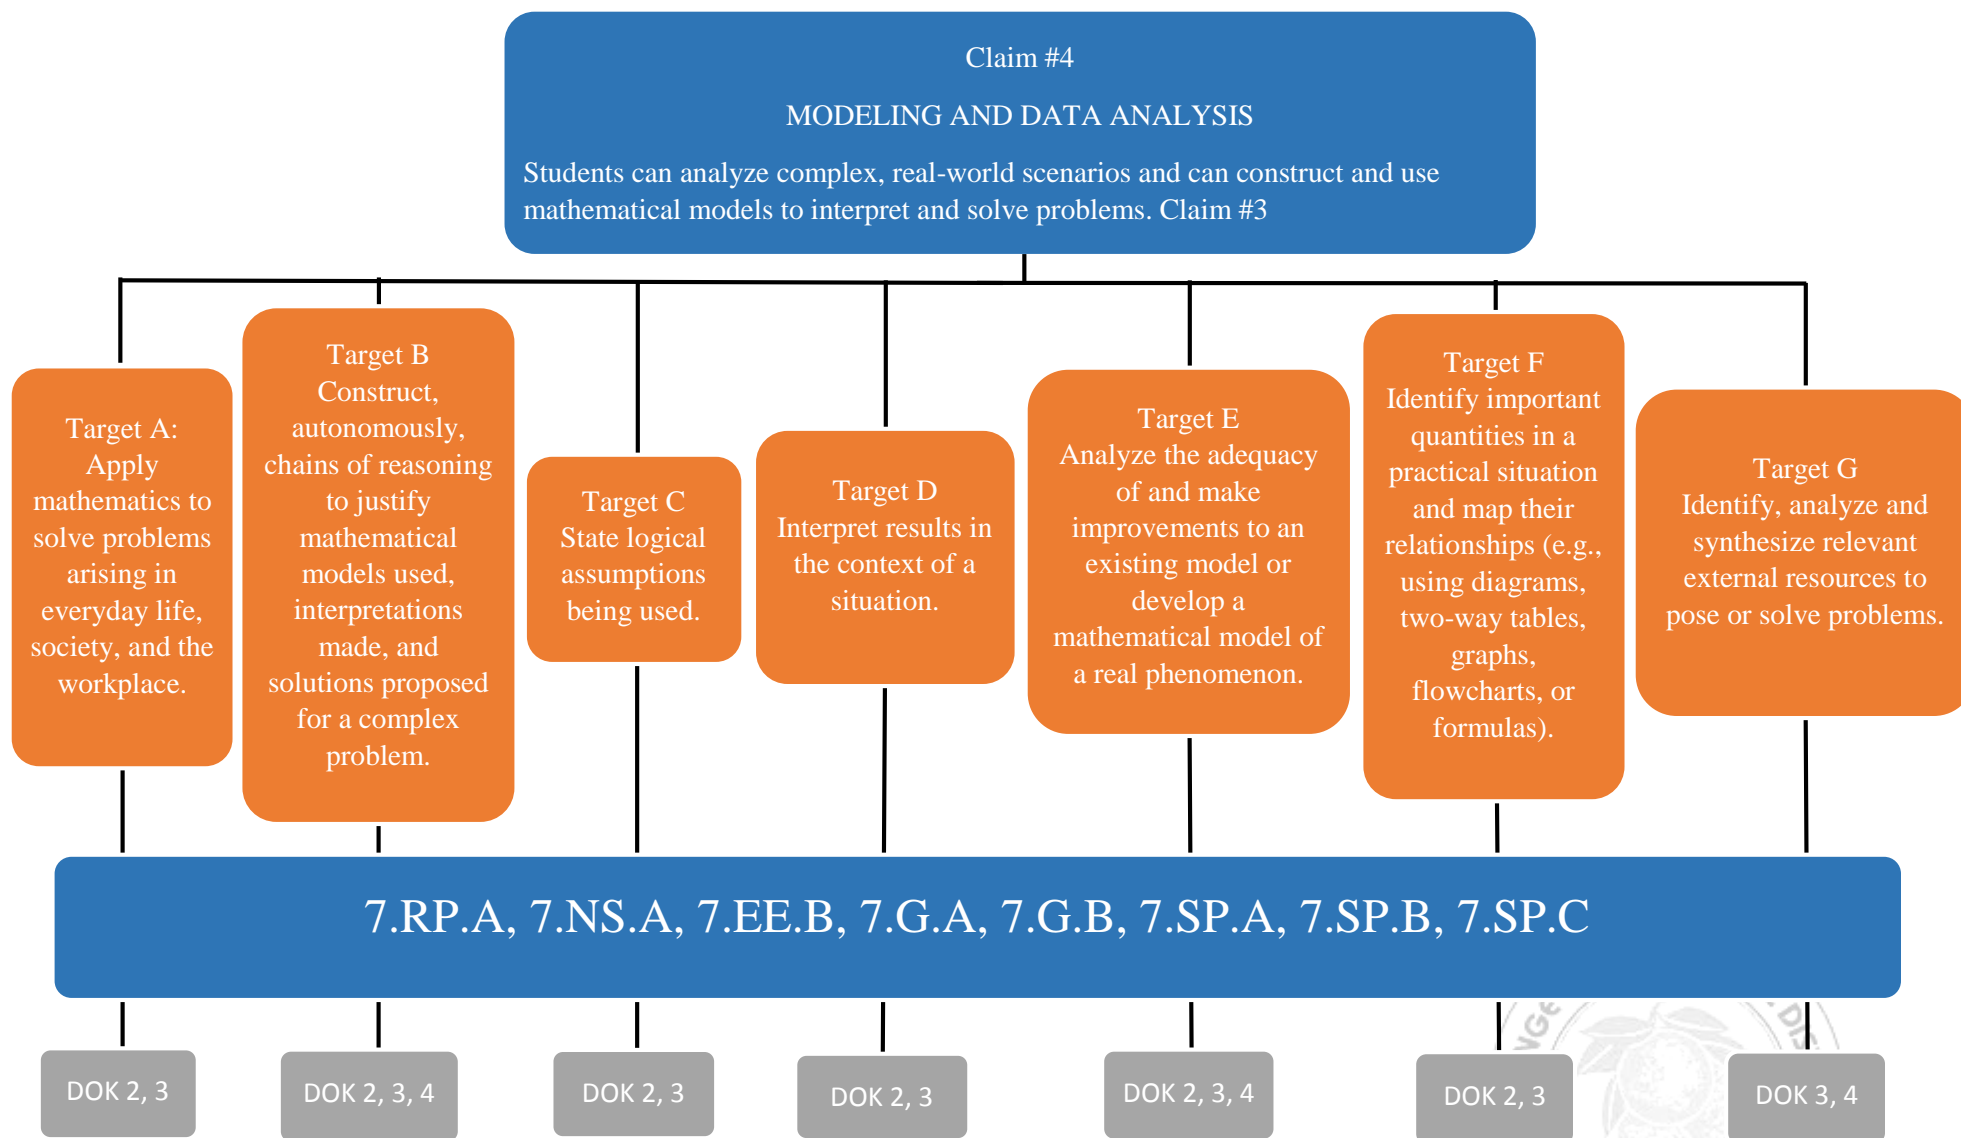 Claim #4
MODELING AND DATA ANALYSIS
Students can analyze complex, real-world scenarios and can construct and use
mathematical models to interpret and solve problems. Claim #3
Target A:
Apply
mathematics to
solve problems
arising in
everyday life,
society, and the
workplace.
Target B
Construct,
autonomously,
chains of reasoning
to justify
mathematical
models used,
interpretations
made, and
solutions proposed
for a complex
problem.
Target C
State logical
assumptions
being used.
Target D
Interpret results in
the context of a
situation.
Target E
Analyze the adequacy
of and make
improvements to an
existing model or
develop a
mathematical model of
a real phenomenon.
Target F
Identify important
quantities in a
practical situation
and map their
relationships (e.g.,
using diagrams,
two-way tables,
graphs,
flowcharts, or
formulas).
Target G
Identify, analyze and
synthesize relevant
external resources to
pose or solve problems.
7.RP.A, 7.NS.A, 7.EE.B, 7.G.A, 7.G.B, 7.SP.A, 7.SP.B, 7.SP.C
DOK 2, 3
DOK 2, 3, 4
DOK 2, 3
DOK 2, 3
DOK 2, 3, 4
DOK 2, 3
DOK 3, 4